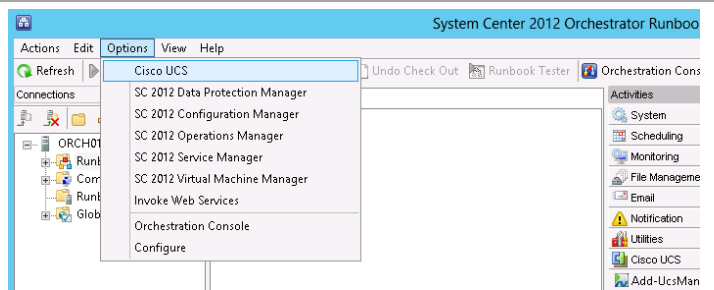 System Center 2012 Orchestrator Runboo
Actions Edit Options View Help
Refresh Undo Check Out Runbook Tester Orchestration Cons
Cisco UCS
SC 2012 Data Protection Manager
SC 2012 Configuration Manager
SC 2012 Operations Manager
SC 2012 Service Manager
SC 2012 Virtual Machine Manager
Invoke Web Services
Orchestration Console
Configure
Connections
ORCH01
Runb
Com
Runb
Glob
Activities
System
Scheduling
Monitoring
File Manageme
Email
Notification
Utilities
Cisco UCS
Add-UcsMan